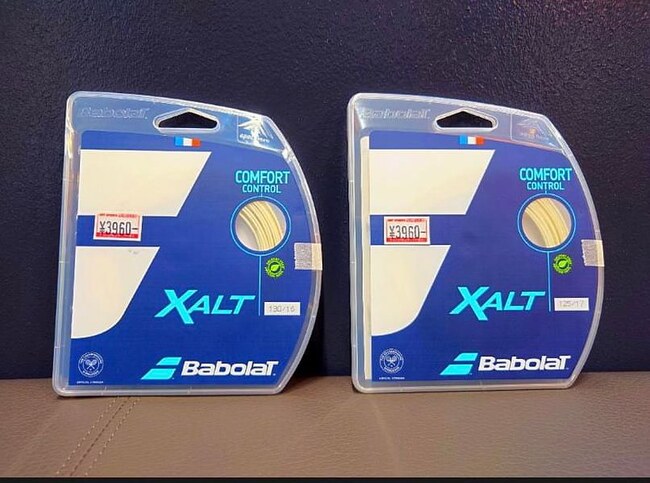 Babolat
COMFORT
CONTROL
¥3960-
XALT
130/16
Babolat
Babolat
COMFORT
CONTROL
¥3960-
XALT
125/17
Babolat